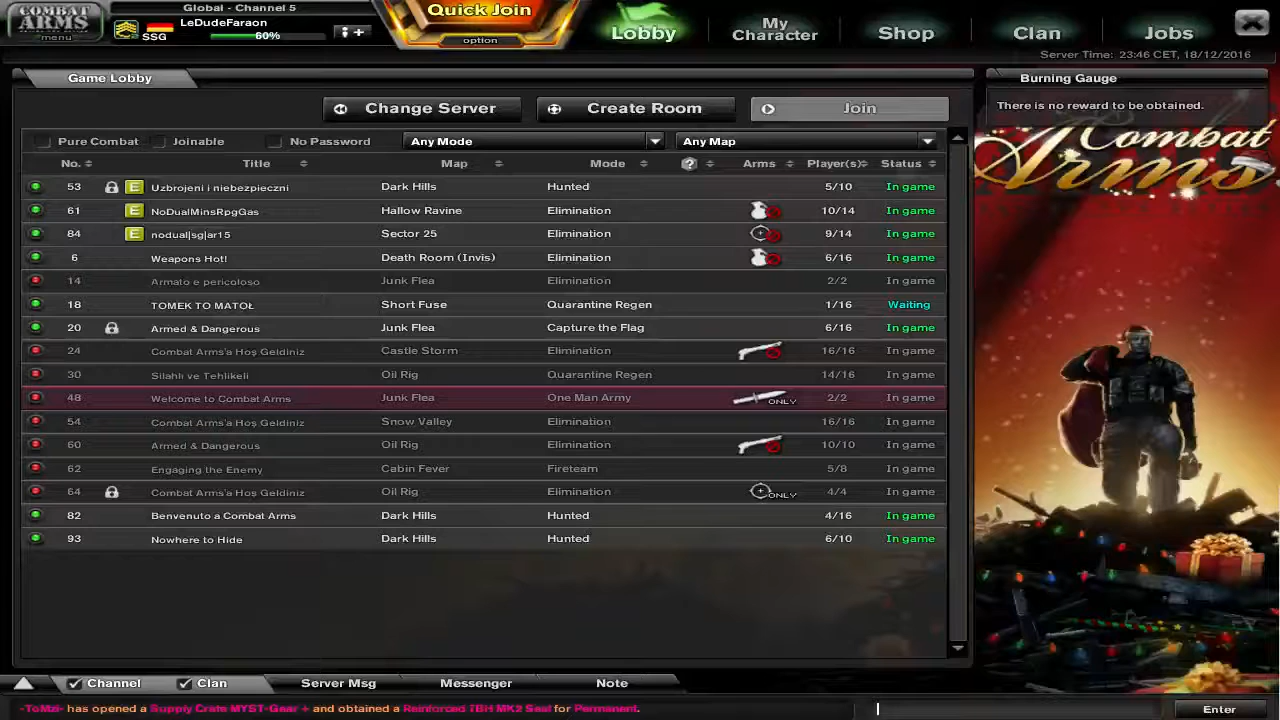 COMBAT ARMS
menu
Global - Channel 5
SSG
LeDudeFaraon
60%
Quick Join
option
Lobby
My Character
Shop
Clan
Jobs
Server Time: 23:46 CET, 18/12/2016
Game Lobby
Burning Gauge
There is no reward to be obtained.
Change Server
Create Room
Join
Pure Combat Joinable No Password Any Mode Any Map
No. Title Map Mode Arms Player(s) Status
53 E Uzbrojeni i niebezpieczni Dark Hills Hunted 5/10 In game
61 E NoDualMinsRpgGas Hallow Ravine Elimination 10/14 In game
84 E nodual|sg|ar15 Sector 25 Elimination 9/14 In game
6 Weapons Hot! Death Room (Invis) Elimination 6/16 In game
14 Armato e pericoloso Junk Flea Elimination 2/2 In game
18 TOMEK TO MATOŁ Short Fuse Quarantine Regen 1/16 Waiting
20 Armed & Dangerous Junk Flea Capture the Flag 6/16 In game
24 Combat Arms'a Hoş Geldiniz Castle Storm Elimination 16/16 In game
30 Silahlı ve Tehlikeli Oil Rig Quarantine Regen 14/16 In game
48 Welcome to Combat Arms Junk Flea One Man Army ONLY 2/2 In game
54 Combat Arms'a Hoş Geldiniz Snow Valley Elimination 16/16 In game
60 Armed & Dangerous Oil Rig Elimination 10/10 In game
62 Engaging the Enemy Cabin Fever Fireteam 5/8 In game
64 Combat Arms'a Hoş Geldiniz Oil Rig Elimination ONLY 4/4 In game
82 Benvenuto a Combat Arms Dark Hills Hunted 4/16 In game
93 Nowhere to Hide Dark Hills Hunted 6/10 In game
Combat Arms
Channel Clan Server Msg Messenger Note
-ToMzi- has opened a Supply Crate MYST-Gear + and obtained a Reinforced 7BH MK2 Seal for Permanent.
Enter